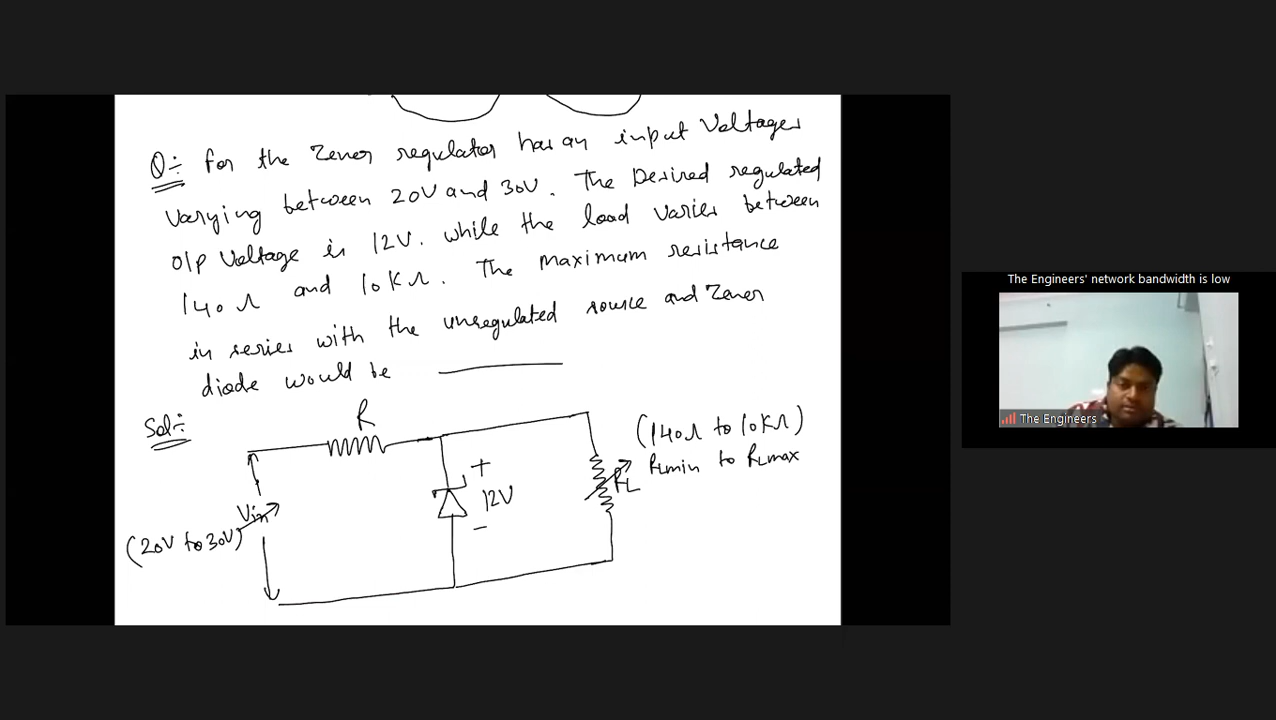 Q:- for the Zener regulator has an input Voltages
Varying between 20V and 30V. The Desired regulated
O/P Voltage is 12V. while the load varies between
140Ω and 10KΩ. The maximum resistance
in series with the unregulated source and Zener
diode would be ______
Sol:-
R
(140Ω to 10KΩ)
RLmin to RLmax
+
12V
-
RL
Vin
(20V to 30V)
The Engineers' network bandwidth is low
The Engineers